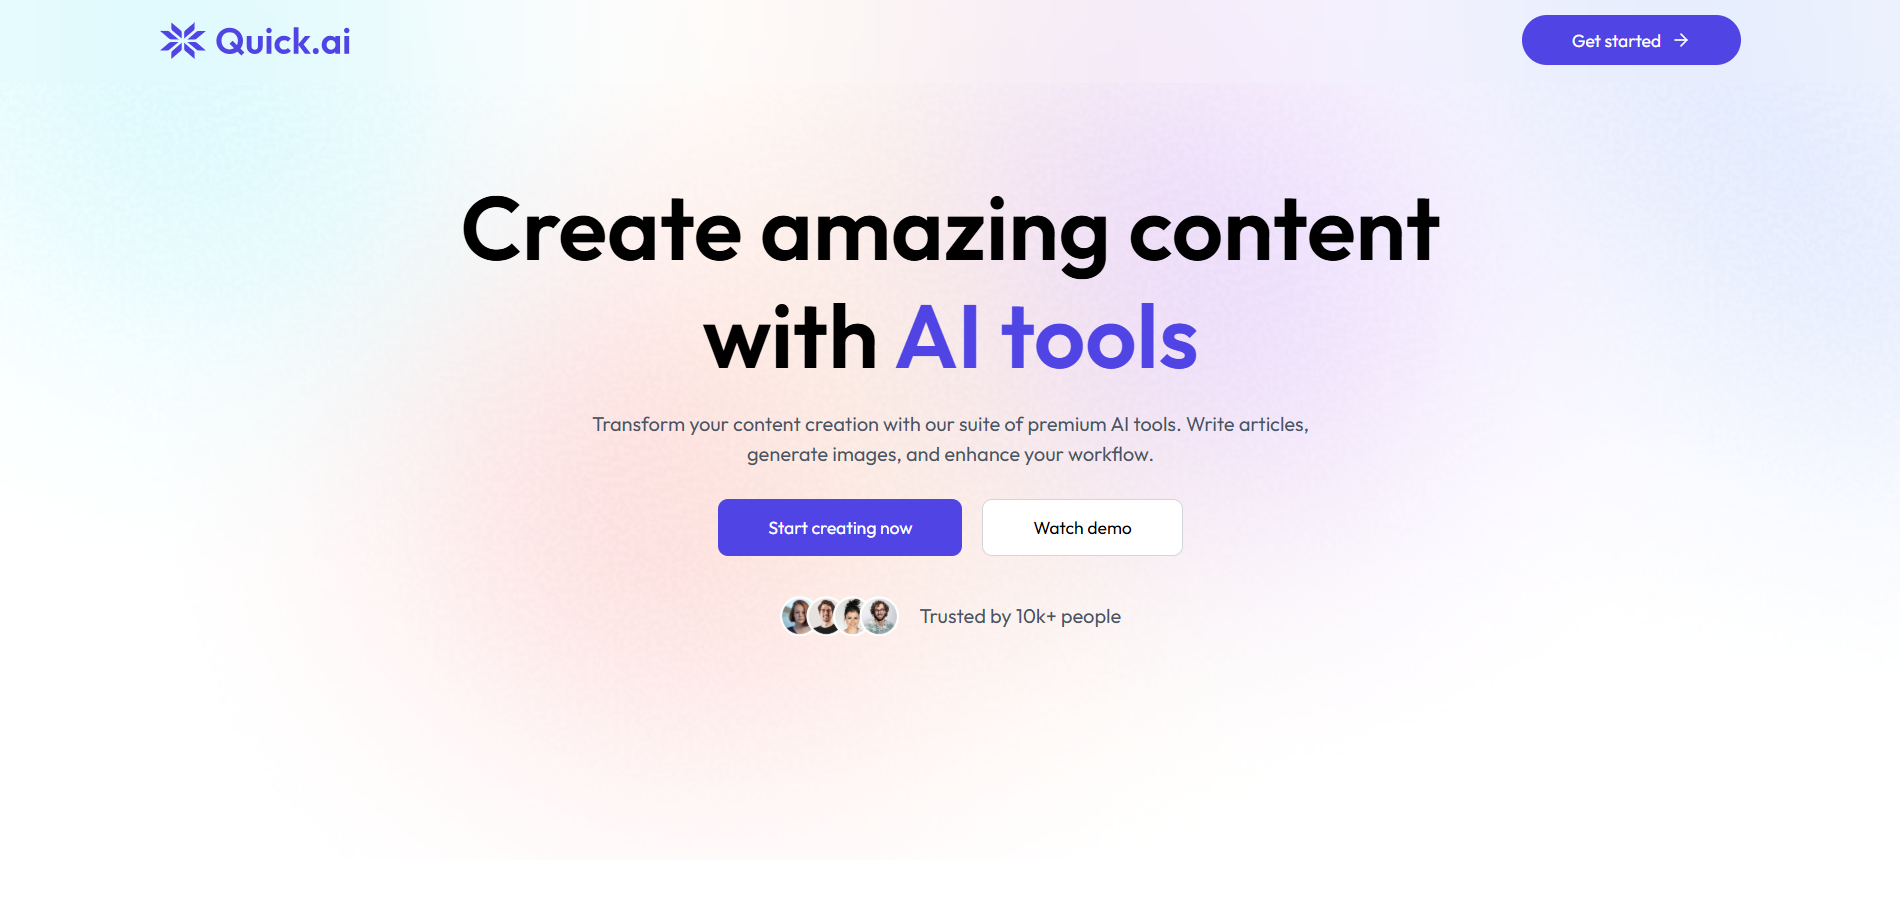 Quick.ai
Get started
Create amazing content
with AI tools
Transform your content creation with our suite of premium AI tools. Write articles,
generate images, and enhance your workflow.
Start creating now
Watch demo
Trusted by 10k+ people